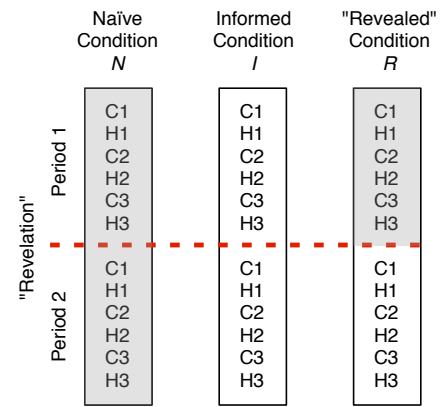 Naïve
Condition
N
Informed
Condition
I
"Revealed"
Condition
R
"Revelation"
Period 1
C1
H1
C2
H2
C3
H3
C1
H1
C2
H2
C3
H3
C1
H1
C2
H2
C3
H3
Period 2
C1
H1
C2
H2
C3
H3
C1
H1
C2
H2
C3
H3
C1
H1
C2
H2
C3
H3